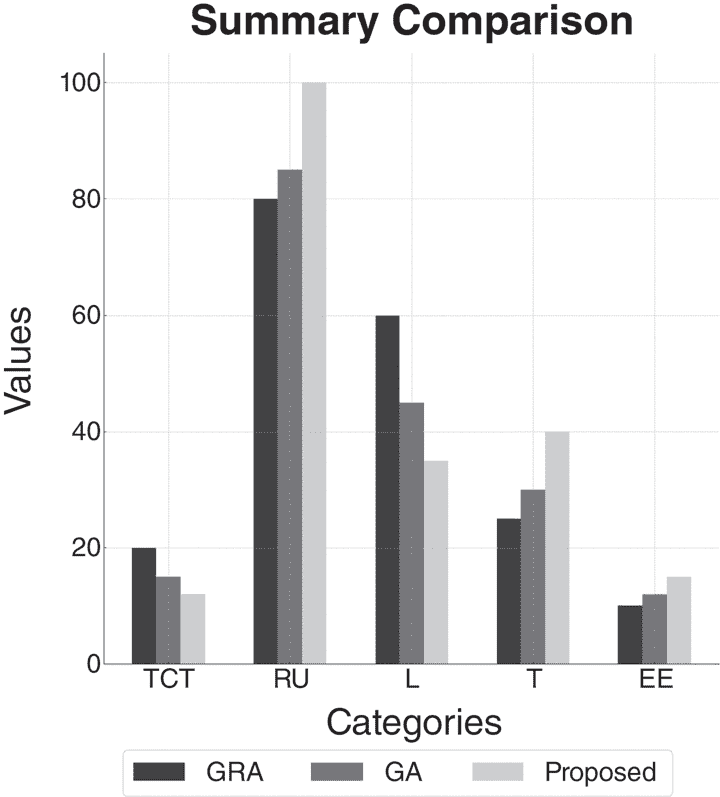 Summary Comparison
100
80
60
40
20
0
Values
TCT RU L T EE
Categories
GRA GA Proposed